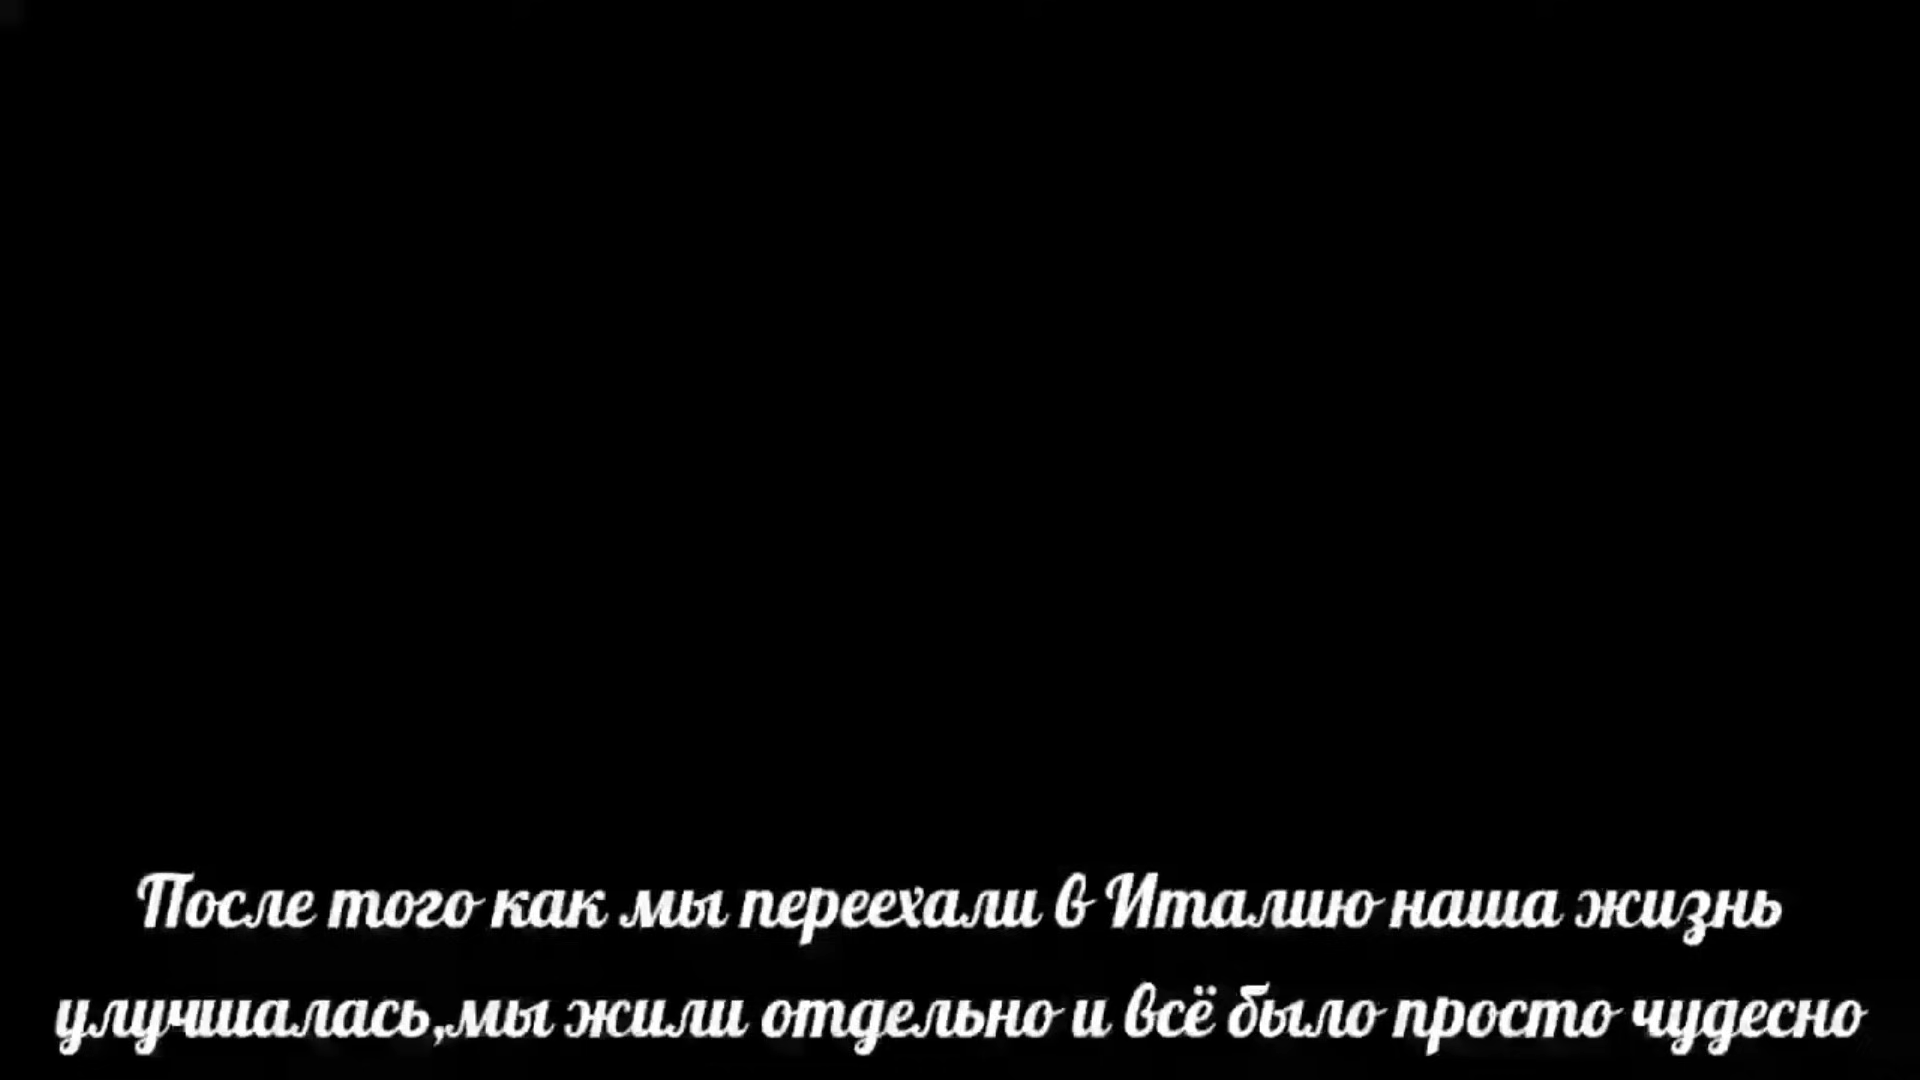 После того как мы переехали в Италию наша жизнь
улучшалась,мы жили отдельно и всё было просто чудесно